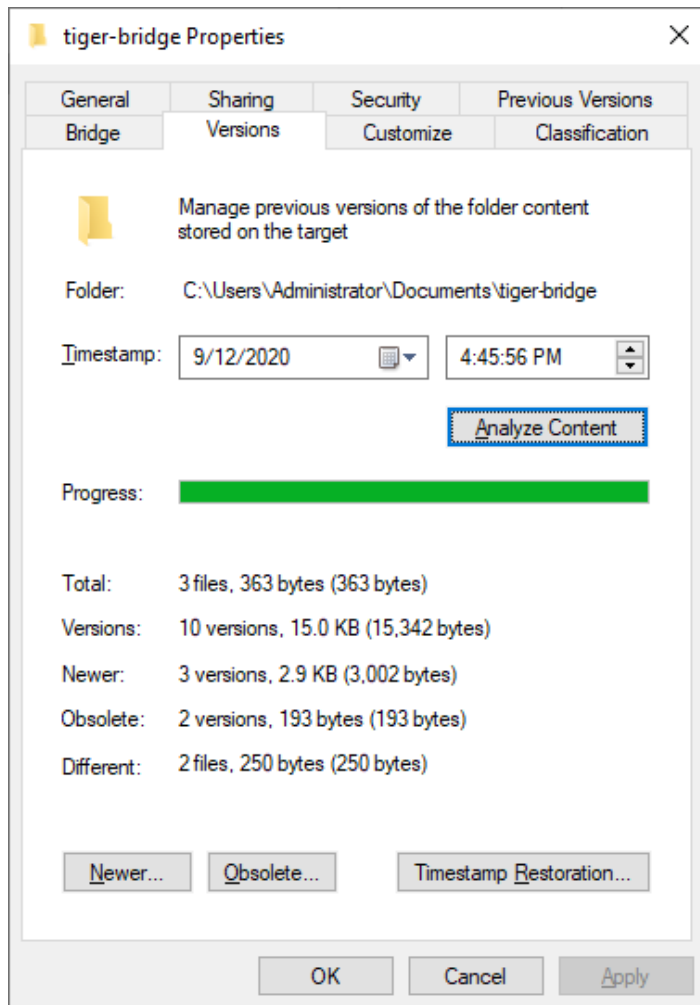 tiger-bridge Properties
General Sharing Security Previous Versions
Bridge Versions Customize Classification
Manage previous versions of the folder content
stored on the target
Folder: C:\Users\Administrator\Documents\tiger-bridge
Timestamp: 9/12/2020 4:45:56 PM
Analyze Content
Progress:
Total: 3 files, 363 bytes (363 bytes)
Versions: 10 versions, 15.0 KB (15,342 bytes)
Newer: 3 versions, 2.9 KB (3,002 bytes)
Obsolete: 2 versions, 193 bytes (193 bytes)
Different: 2 files, 250 bytes (250 bytes)
Newer... Obsolete... Timestamp Restoration...
OK Cancel Apply